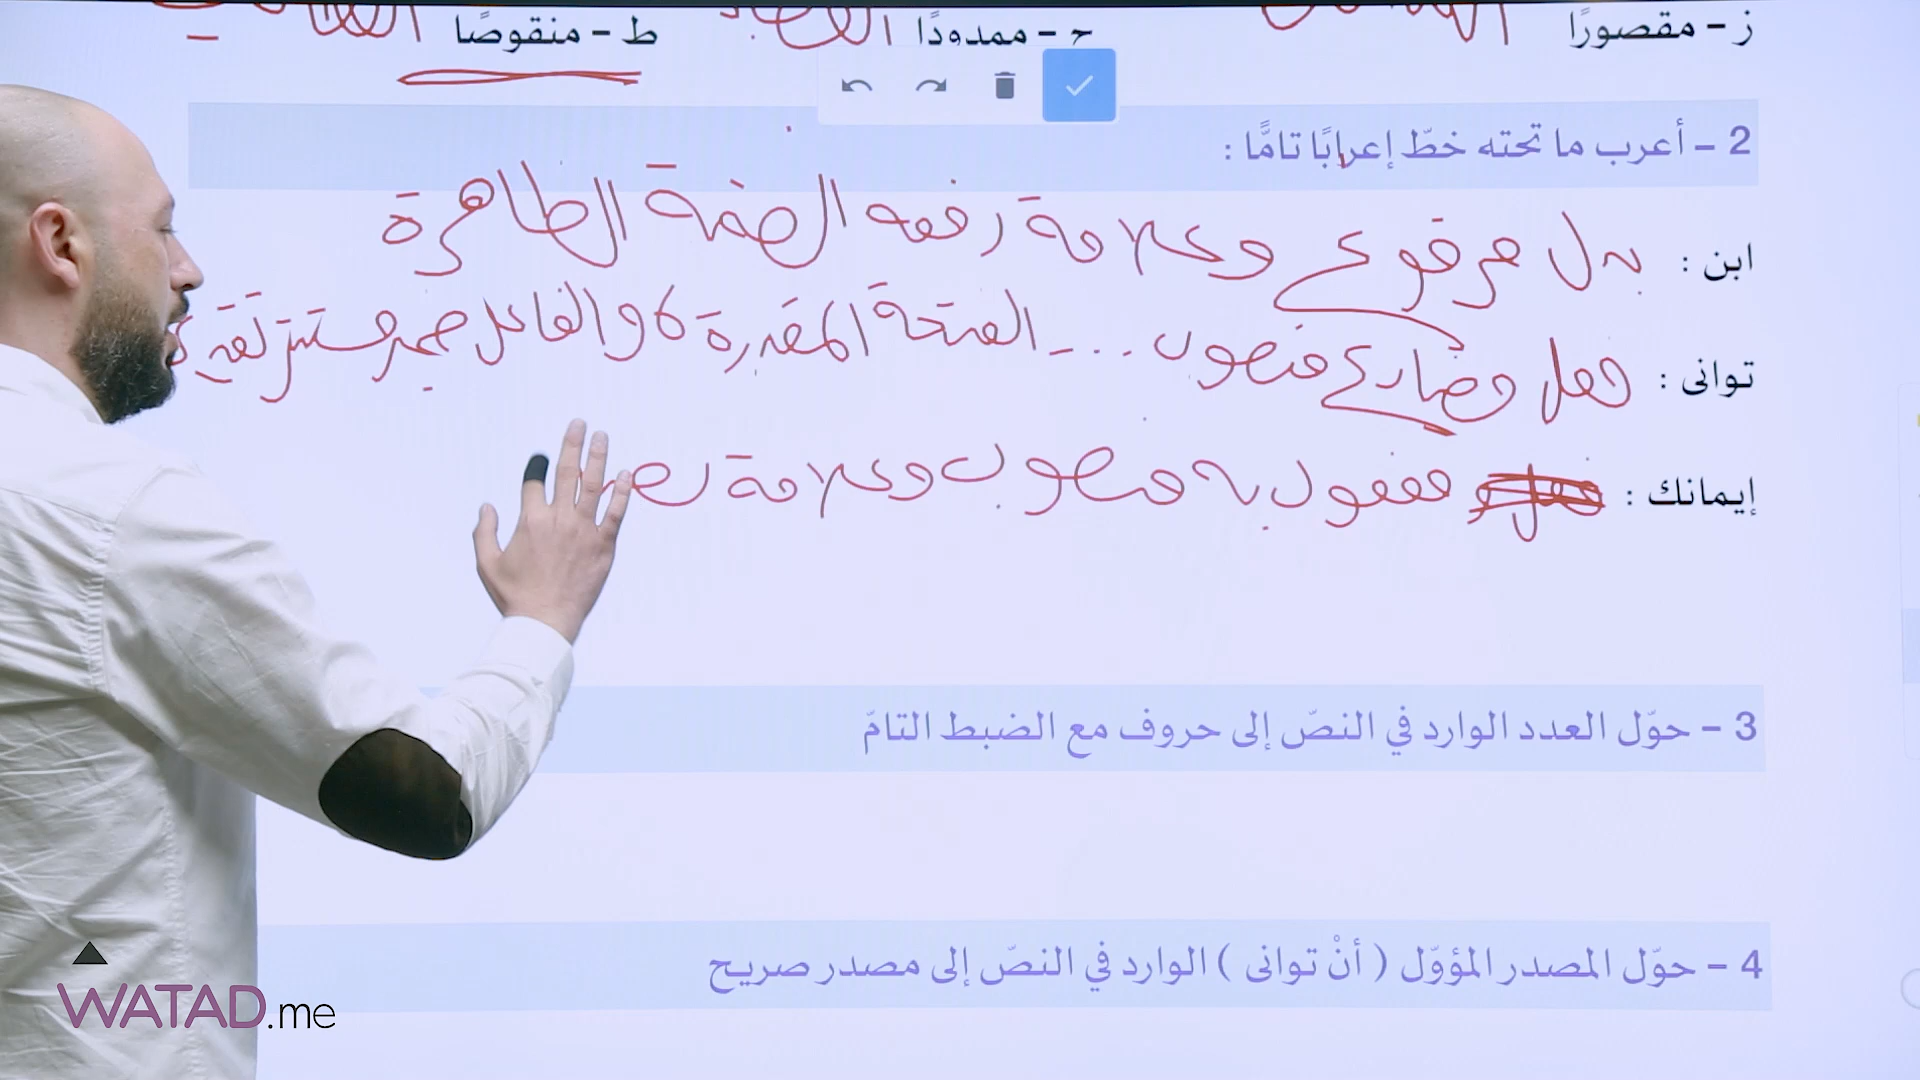 ز – مقصورًا ح – ممدودًا ط – منقوصًا
2 – أعرب ما تحته خطّ إعرابًا تامًّا :
ابن : بدل مرفوع وعلامة رفعه الضمة الظاهرة
توانى : فعل مضارع منصوب ... الفتحة المقدرة والفاعل ضمير مستتر تقديره
إيمانك : مفعول به منصوب وعلامة نصبه
3 – حوّل العدد الوارد في النصّ إلى حروف مع الضبط التامّ
4 – حوّل المصدر المؤوّل ( أنْ توانى ) الوارد في النصّ إلى مصدر صريح
WATAD.me